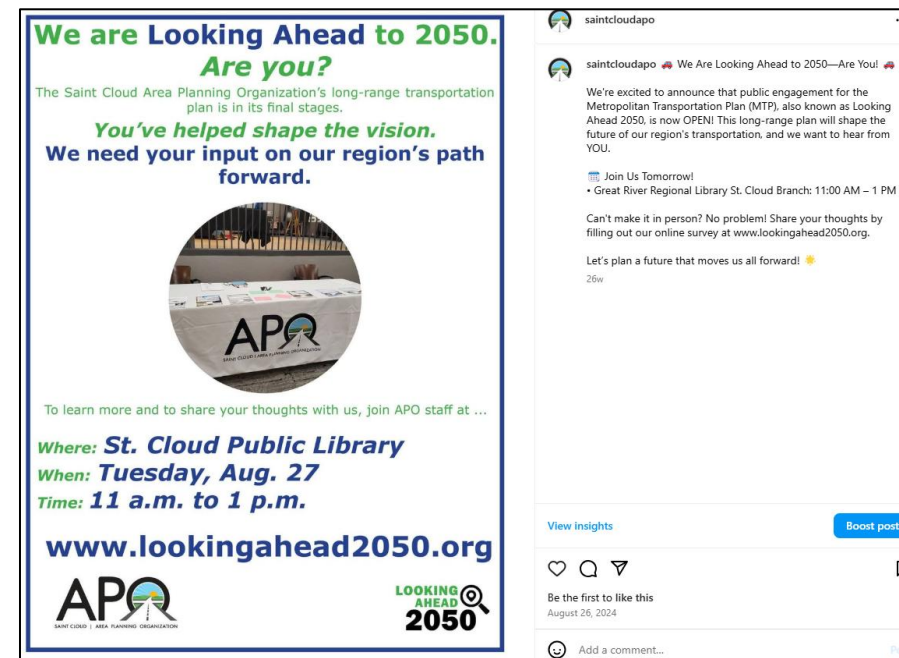 We are Looking Ahead to 2050.
Are you?
The Saint Cloud Area Planning Organization's long-range transportation
plan is in its final stages.
You've helped shape the vision.
We need your input on our region's path
forward.
APO
SAINT CLOUD | AREA PLANNING ORGANIZATION
To learn more and to share your thoughts with us, join APO staff at ...
Where: St. Cloud Public Library
When: Tuesday, Aug. 27
Time: 11 a.m. to 1 p.m.
www.lookingahead2050.org
APO
SAINT CLOUD | AREA PLANNING ORGANIZATION
LOOKING
AHEAD
2050
saintcloudapo
saintcloudapo 🚗 We Are Looking Ahead to 2050—Are You! 🚗
We're excited to announce that public engagement for the
Metropolitan Transportation Plan (MTP), also known as Looking
Ahead 2050, is now OPEN! This long-range plan will shape the
future of our region's transportation, and we want to hear from
YOU.
🗓️ Join Us Tomorrow!
• Great River Regional Library St. Cloud Branch: 11:00 AM – 1 PM
Can't make it in person? No problem! Share your thoughts by
filling out our online survey at www.lookingahead2050.org.
Let's plan a future that moves us all forward! 🌟
26w
View insights
Boost post
Be the first to like this
August 26, 2024
Add a comment...